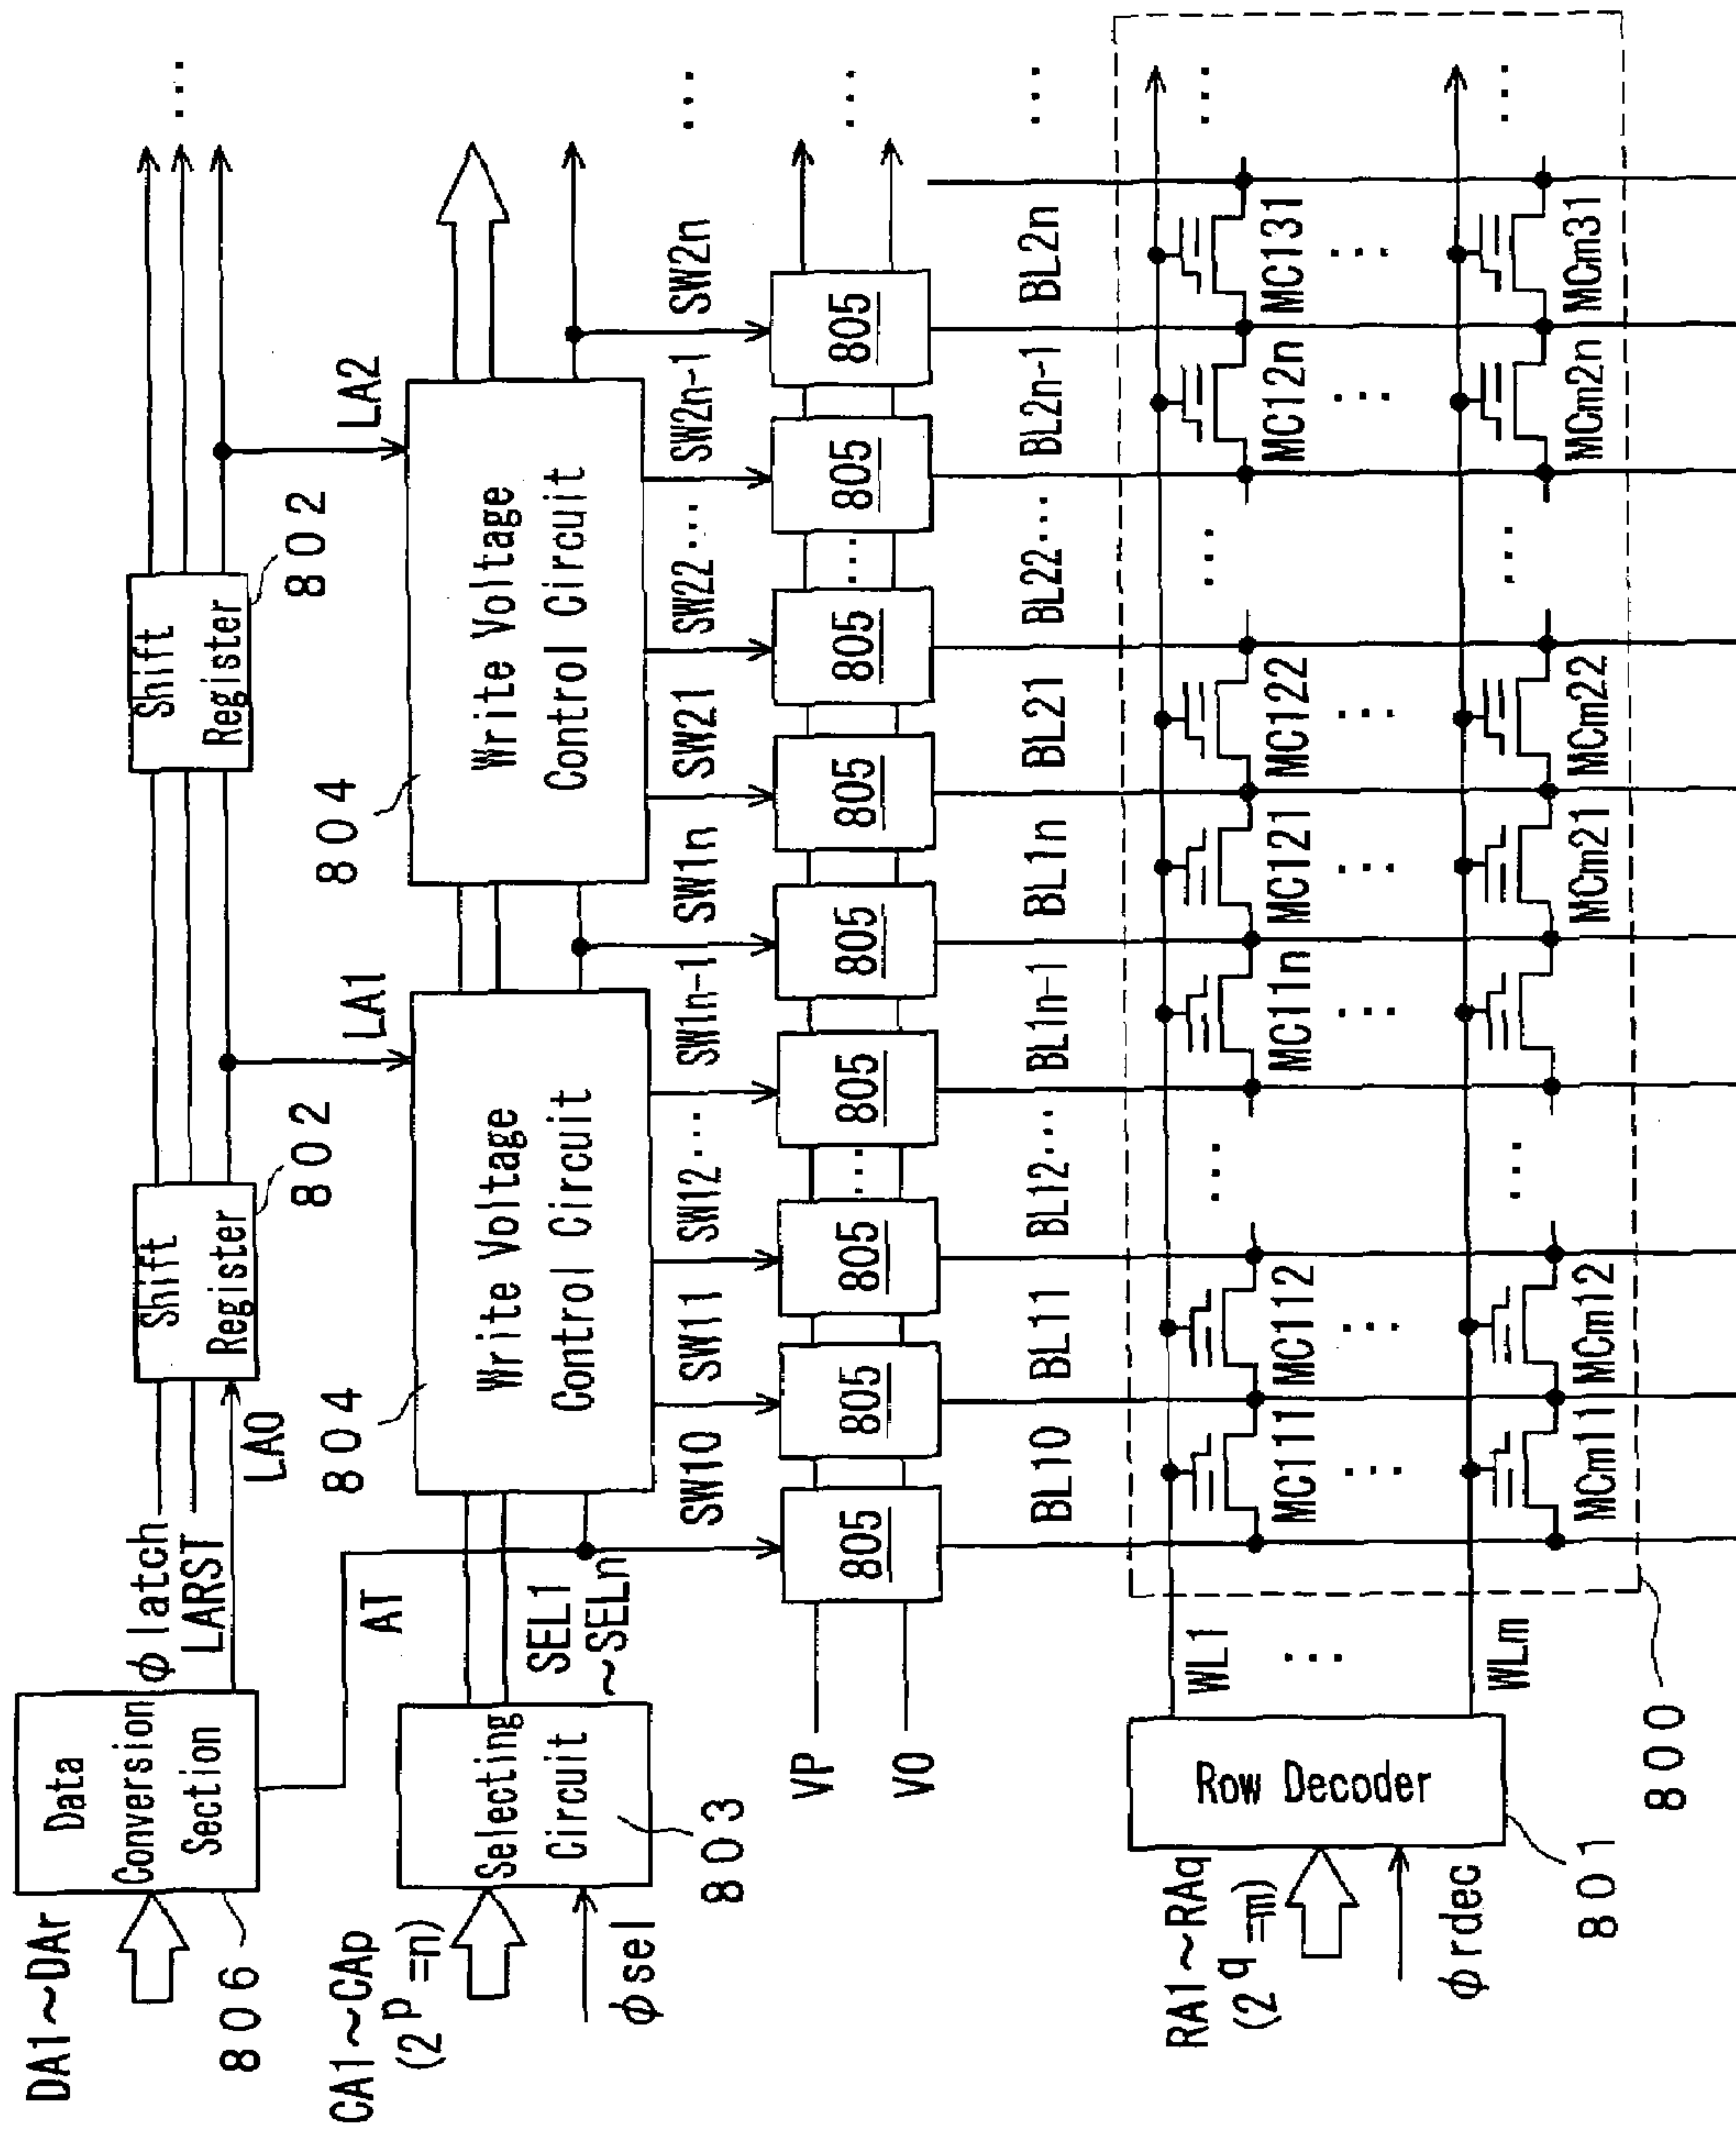 DA1~DAr
Data
Conversion
Section
806
φlatch
LARST
LA0
Shift
Register
802
Shift
Register
802
...
AT
LA1
LA2
CA1~CAp
(2^p=n)
φsel
Selecting
Circuit
803
SEL1
~SELn
804
Write Voltage
Control Circuit
804
Write Voltage
Control Circuit
SW10 SW11 SW12... SW1n-1 SW1n SW21 SW22... SW2n-1 SW2n ...
VP
V0
805 805 805 ... 805 805 805 805 ... 805 805 ...
BL10 BL11 BL12... BL1n-1 BL1n BL21 BL22... BL2n-1 BL2n ...
RA1~RAq
(2^q=m)
φrdec
Row Decoder
801
WL1
...
WLm
MC111 MC112 ... MC11n MC121 MC122 ... MC12n MC131 ...
... ... ... ... ... ... ...
MCm11 MCm12 ... MCm21 MCm22 ... MCm2n MCm31 ...
800